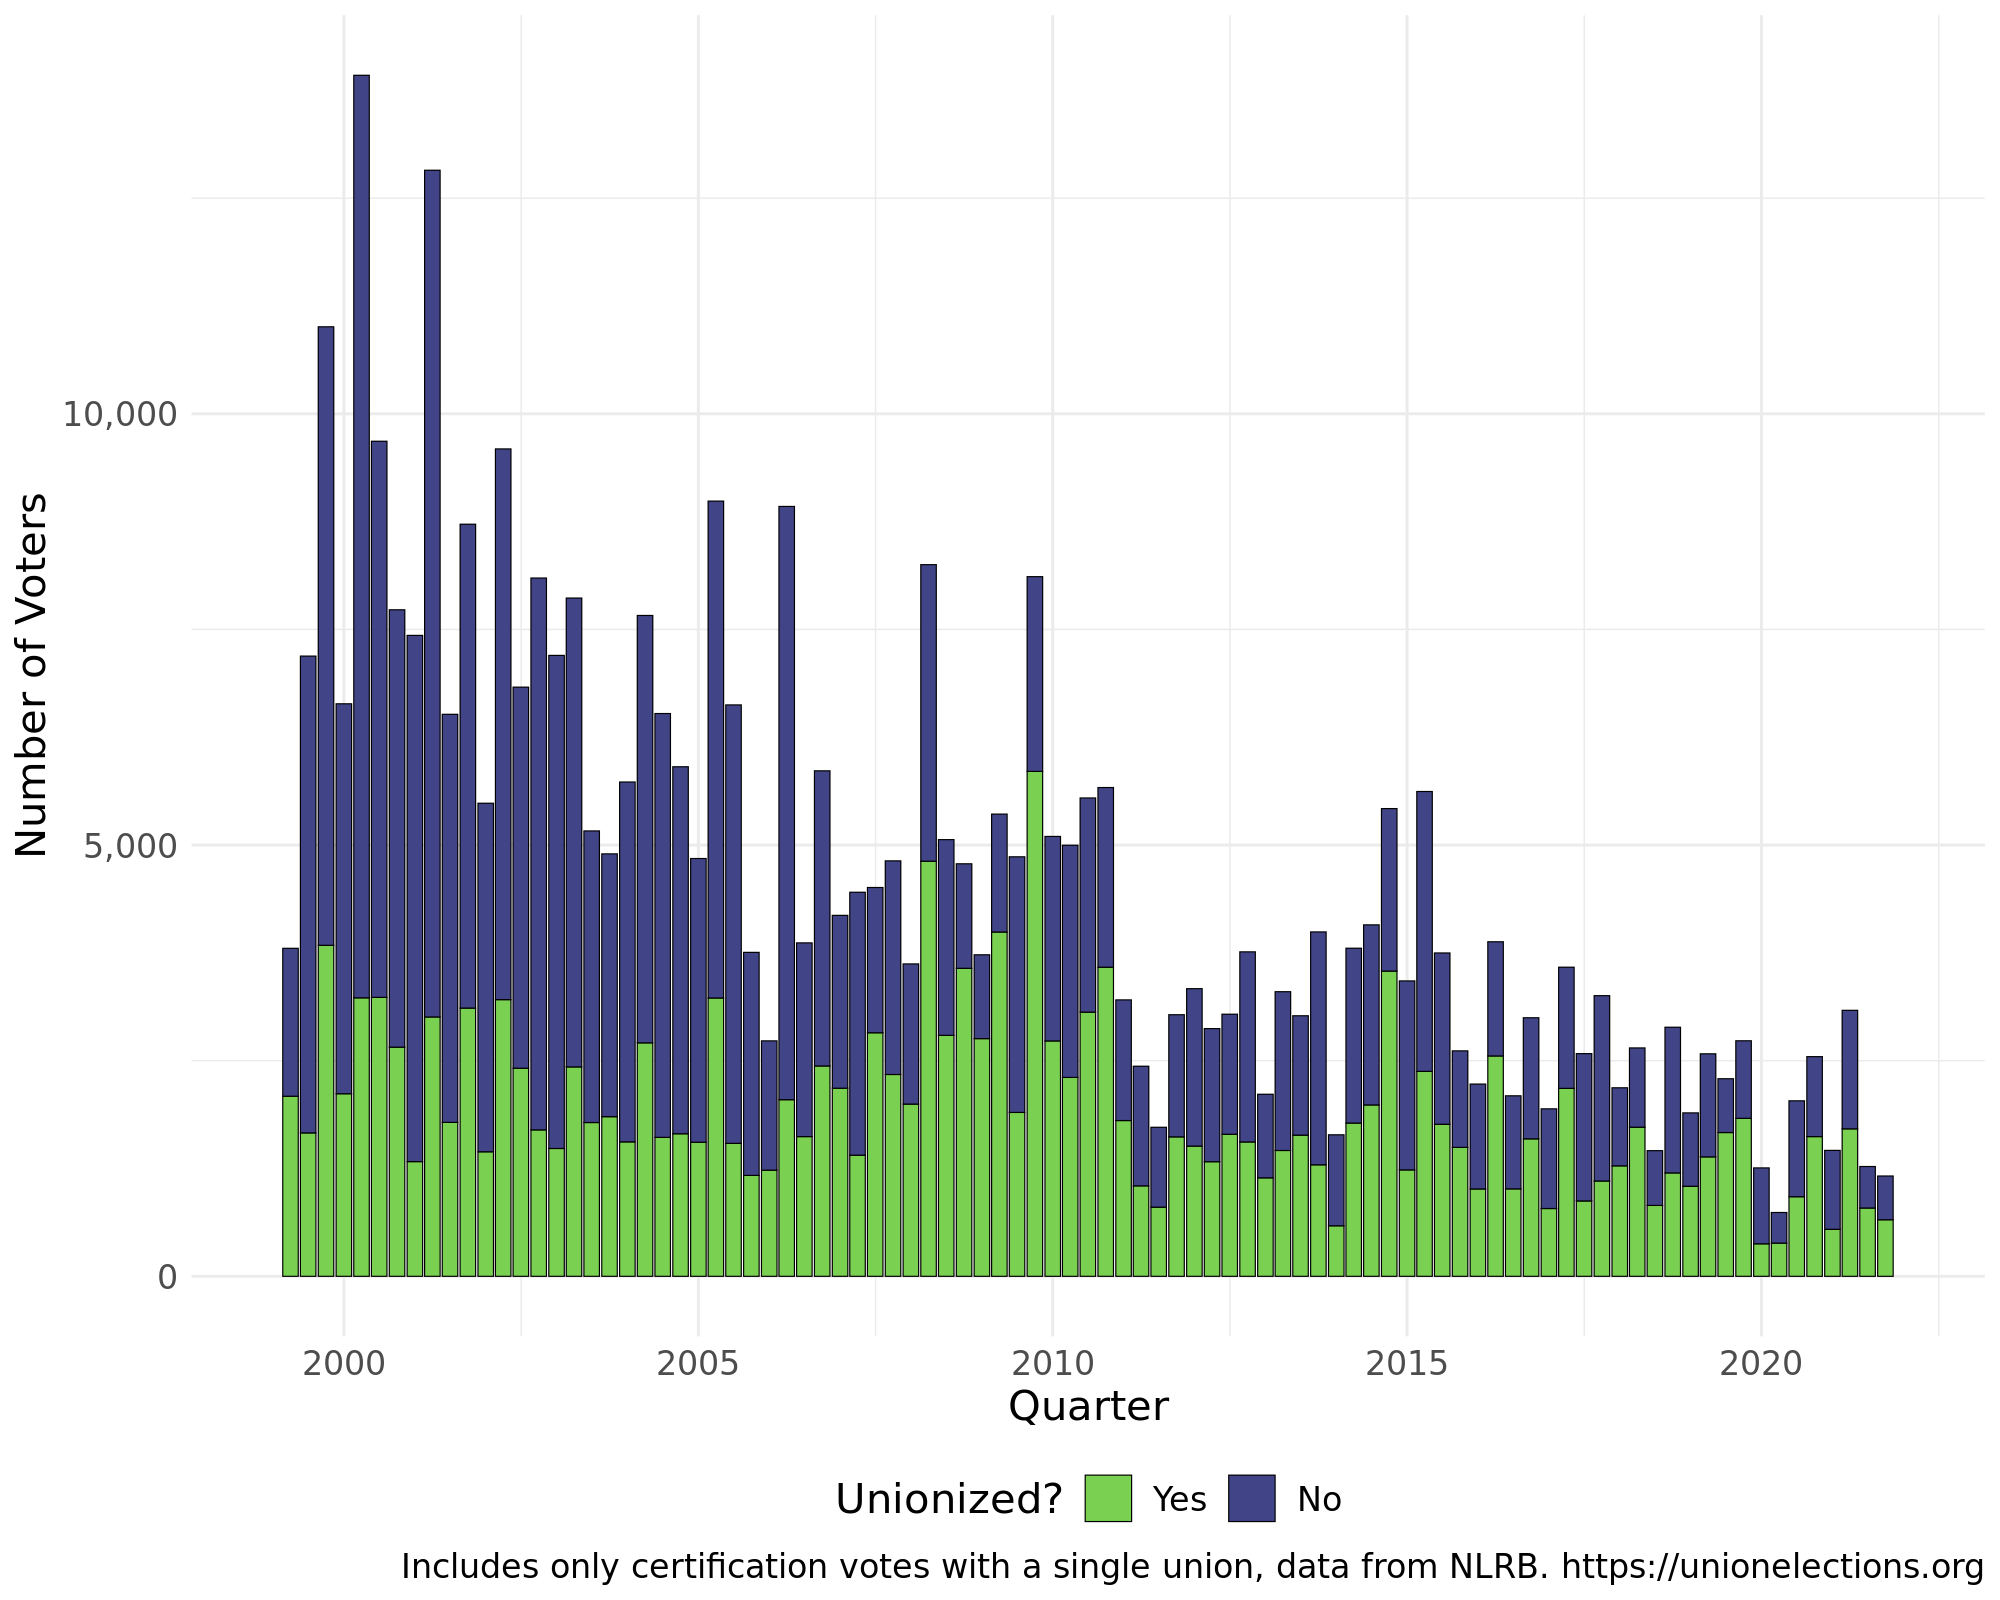 10,000
5,000
0
Number of Voters
2000 2005 2010 2015 2020
Quarter
Unionized? Yes No
Includes only certification votes with a single union, data from NLRB. https://unionelections.org